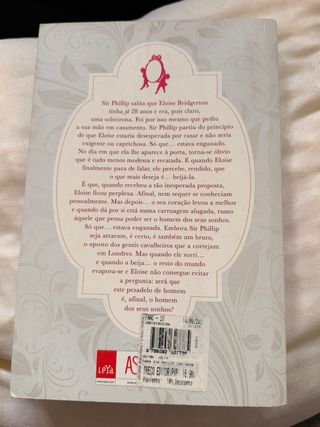 Sir Phillip sabia que Eloise Bridgerton
tinha já 28 anos e era, pois claro,
uma solteirona. Foi por isso mesmo que pediu
a sua mão em casamento. Sir Phillip partiu do princípio
de que Eloise estaria desesperada por casar e não seria
exigente ou caprichosa. Só que... estava enganado.
No dia em que ela lhe aparece à porta, torna-se óbvio
que é tudo menos modesta e recatada. E quando Eloise
finalmente para de falar, ele percebe, rendido, que
o que mais deseja é... beijá-la.
É que, quando recebeu a tão inesperada proposta,
Eloise ficou perplexa. Afinal, nem sequer se conheciam
pessoalmente. Mas depois... o seu coração levou a melhor
e quando dá por si está numa carruagem alugada, rumo
àquele que pensa poder ser o homem dos seus sonhos.
Só que... estava enganada. Embora Sir Phillip
seja atraente, é certo, é também um bruto,
o oposto dos gentis cavalheiros que a cortejam
em Londres. Mas quando ele sorri...
e quando a beija... o resto do mundo
evapora-se e Eloise não consegue evitar
a pergunta: será que
este pesadelo de homem
é, afinal, o homem
dos seus sonhos?
LeYa
AS
PREÇO EDITOR/PVP
Desconto